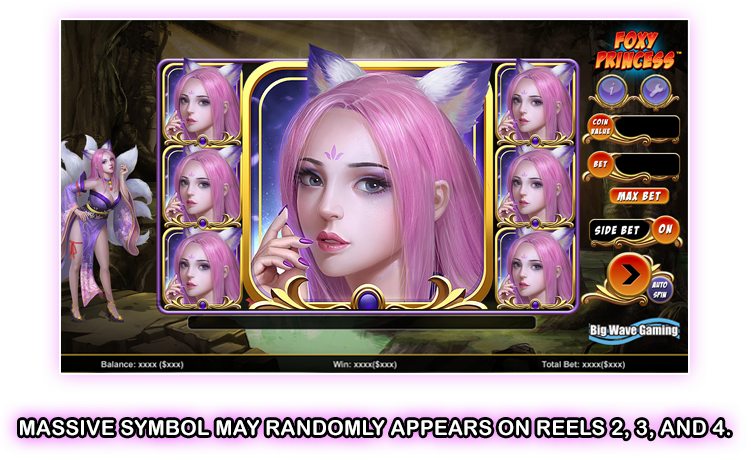 FOXY
PRINCESS™
i
COIN
VALUE
BET
MAX BET
SIDE BET
ON
AUTO
SPIN
Big Wave Gaming
Balance: xxxx ($xxx)
Win: xxxx($xxx)
Total Bet: xxxx($xxx)
MASSIVE SYMBOL MAY RANDOMLY APPEARS ON REELS 2, 3, AND 4.